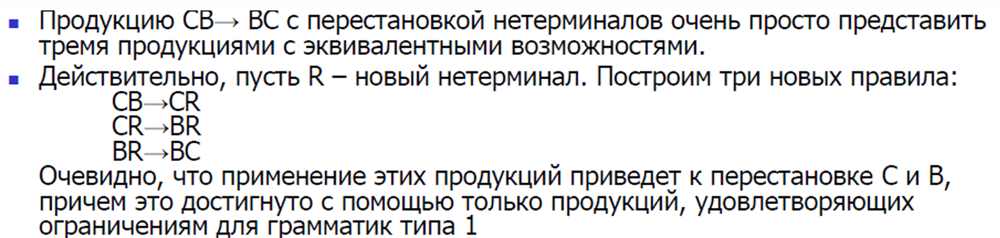 ▪ Продукцию CB→ BC с перестановкой нетерминалов очень просто представить
тремя продукциями с эквивалентными возможностями.
▪ Действительно, пусть R – новый нетерминал. Построим три новых правила:
CB→CR
CR→BR
BR→BC
Очевидно, что применение этих продукций приведет к перестановке C и B,
причем это достигнуто с помощью только продукций, удовлетворяющих
ограничениям для грамматик типа 1